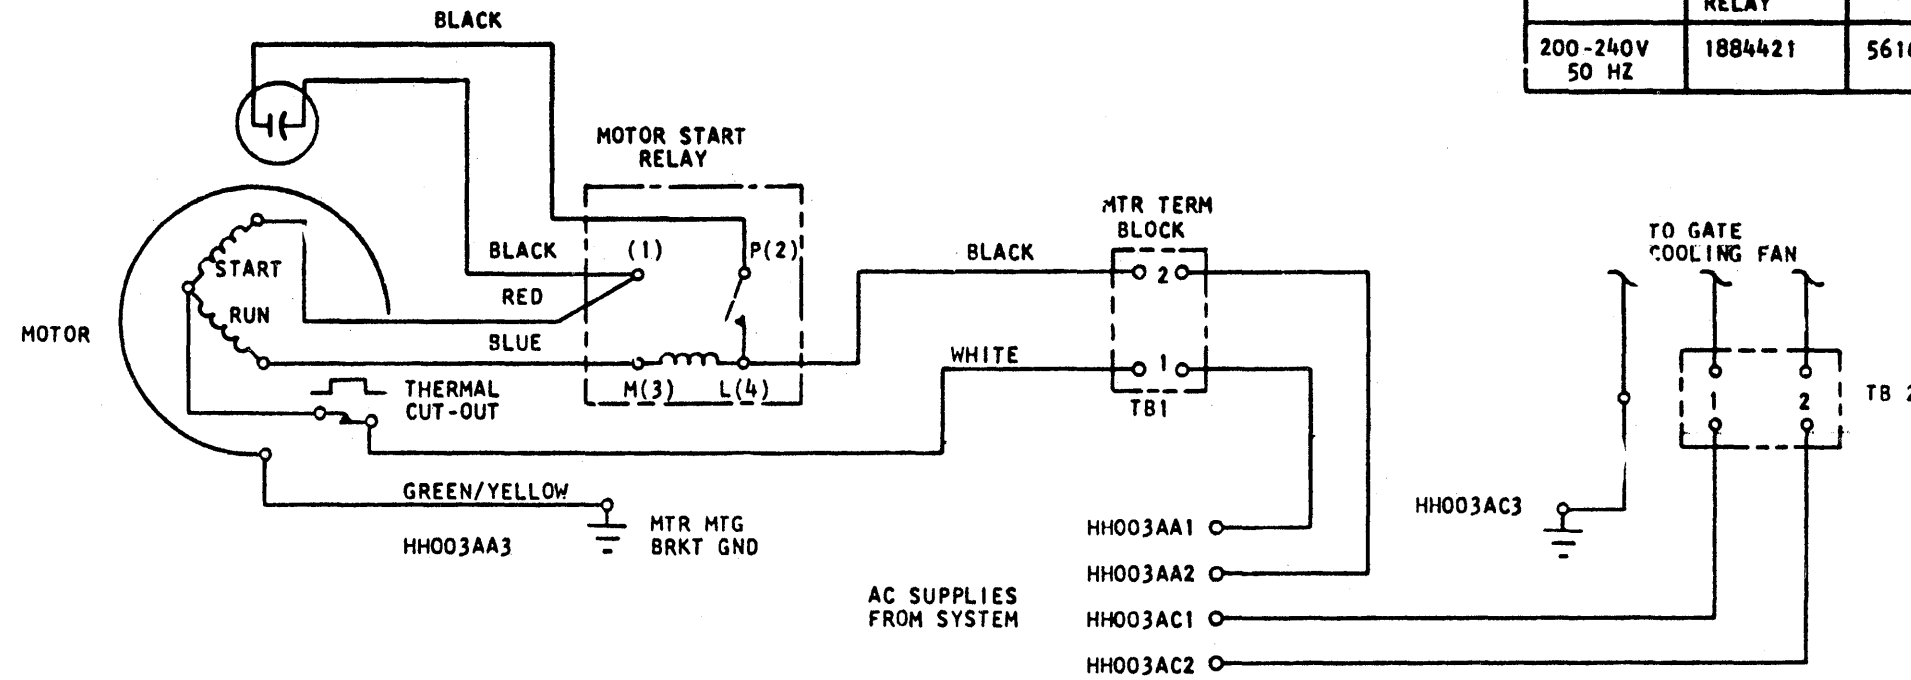 BLACK
RELAY
200-240V
50 HZ
1884421
MOTOR START
RELAY
BLACK
(1)
P(2)
START
RED
RUN
BLUE
MOTOR
M(3)
L(4)
THERMAL
CUT-OUT
GREEN/YELLOW
HH003AA3
MTR MTG
BRKT GND
BLACK
WHITE
MTR TERM
BLOCK
2
1
TB1
TO GATE
COOLING FAN
1
2
TB 2
HH003AC3
AC SUPPLIES
FROM SYSTEM
HH003AA1
HH003AA2
HH003AC1
HH003AC2